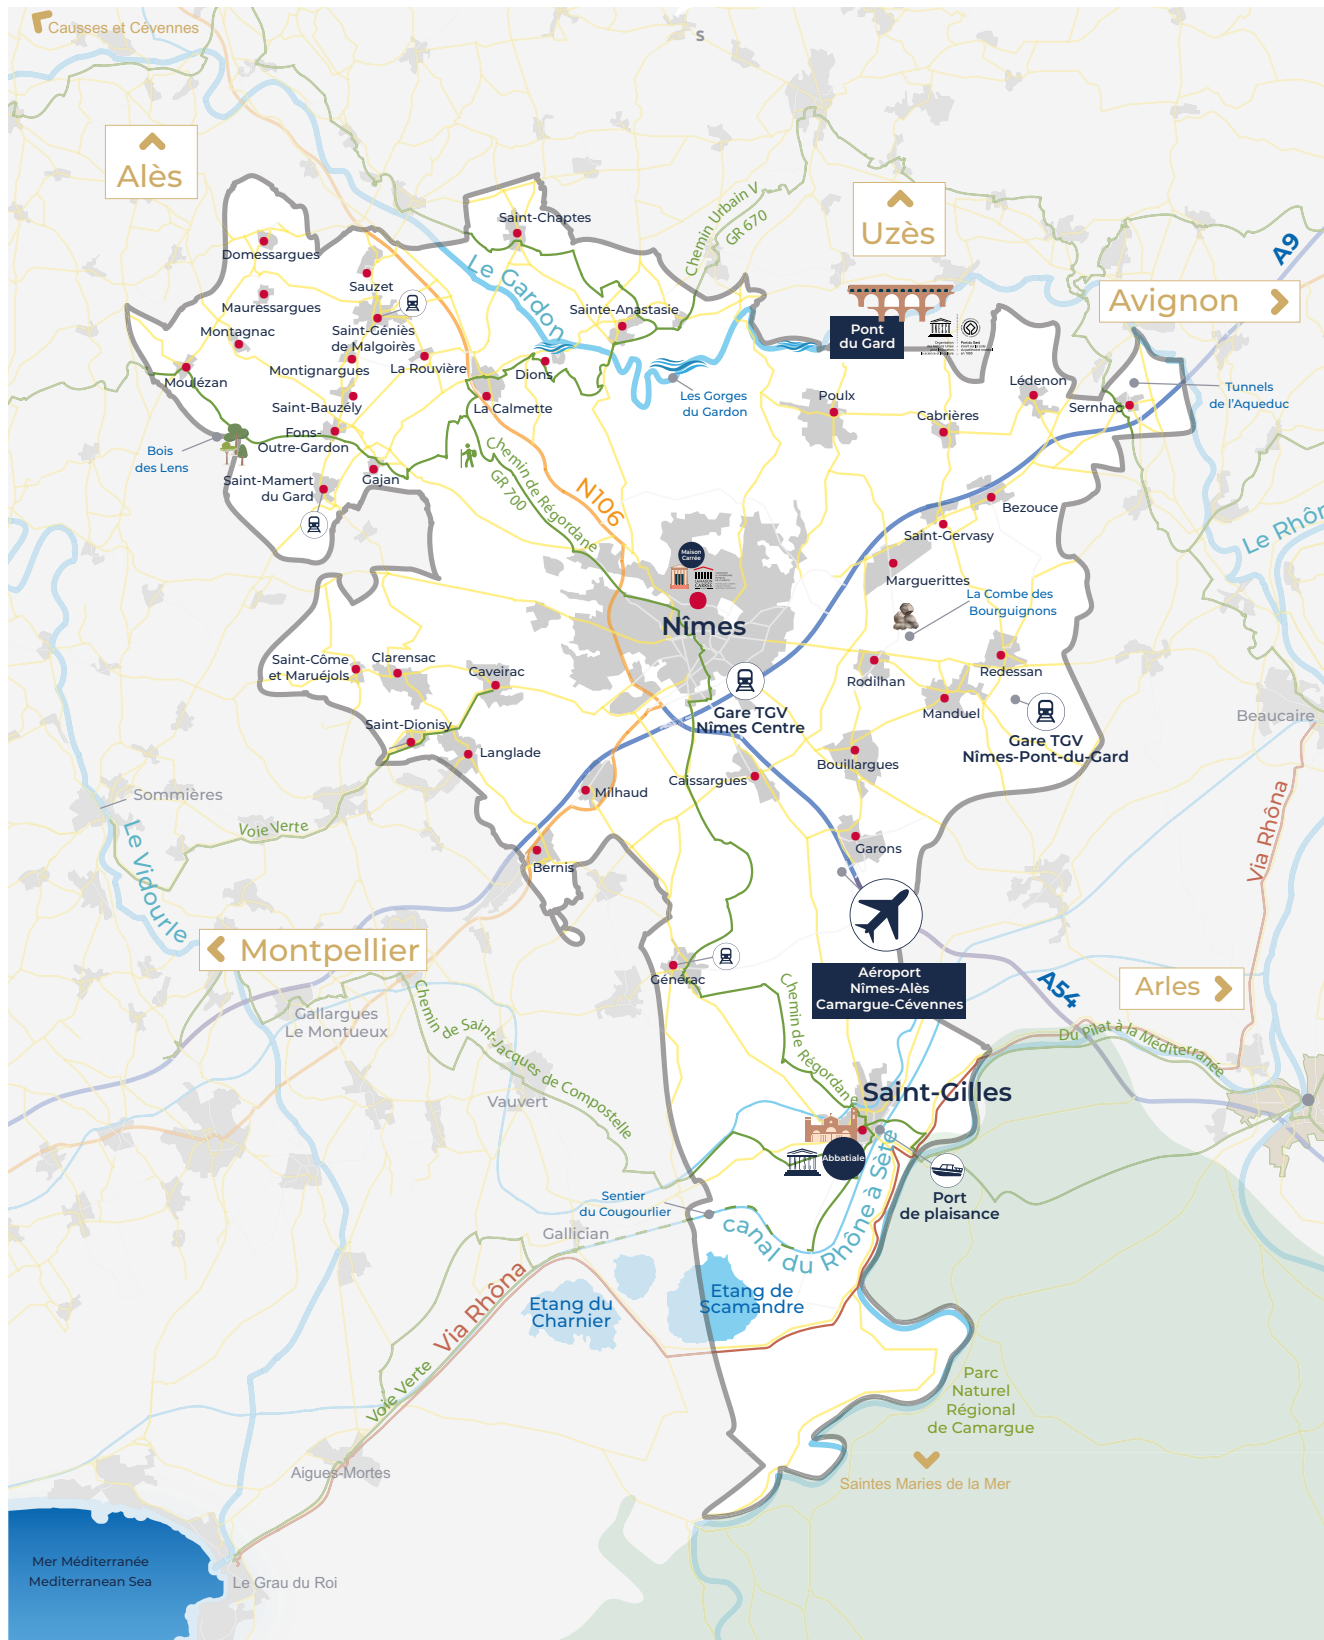 Causses et Cévennes
S
Alès
Chemin Urbain V
GR 670
Uzès
A9
Saint-Chaptes
Domessargues
Le Gardon
Sauzet
Avignon
Mauressargues
Sainte-Anastasie
Montagnac
Saint-Géniès
de Malgoirès
Pont
du Gard
Moulézan
Montignargues
La Rouvière
Dions
Les Gorges
du Gardon
Poulx
Lédenon
Sernhac
Tunnels
de l'Aqueduc
Saint-Bauzély
La Calmette
Cabrières
Fons-
Outre-Gardon
Bois
des Lens
Chemin de Régordane
GR 700
Saint-Mamert
du Gard
Gajan
N106
Bezouce
Le Rhôn
Saint-Gervasy
Maison
Carrée
Marguerittes
La Combe des
Bourguignons
Nîmes
Saint-Côme
et Maruéjols
Clarensac
Caveirac
Rodilhan
Redessan
Manduel
Beaucaire
Saint-Dionisy
Gare TGV
Nîmes Centre
Gare TGV
Nîmes-Pont-du-Gard
Langlade
Bouillargues
Caissargues
Milhaud
Sommières
Voie Verte
Le Vidourle
Via Rhôna
Garons
Bernis
Montpellier
Générac
Aéroport
Nîmes-Alès
Camargue-Cévennes
A54
Arles
Gallargues
Le Montueux
Chemin de Saint-Jacques de Compostelle
Chemin de Régordane
Du Pilat à la Méditerranée
Vauvert
Saint-Gilles
Abbatiale
Port
de plaisance
Sentier
du Cougourlier
Gallician
canal du Rhône à Sète
Etang de
Scamandre
Etang du
Charnier
Via Rhôna
Voie Verte
Parc
Naturel
Régional
de Camargue
Aigues-Mortes
Saintes Maries de la Mer
Mer Méditerranée
Mediterranean Sea
Le Grau du Roi